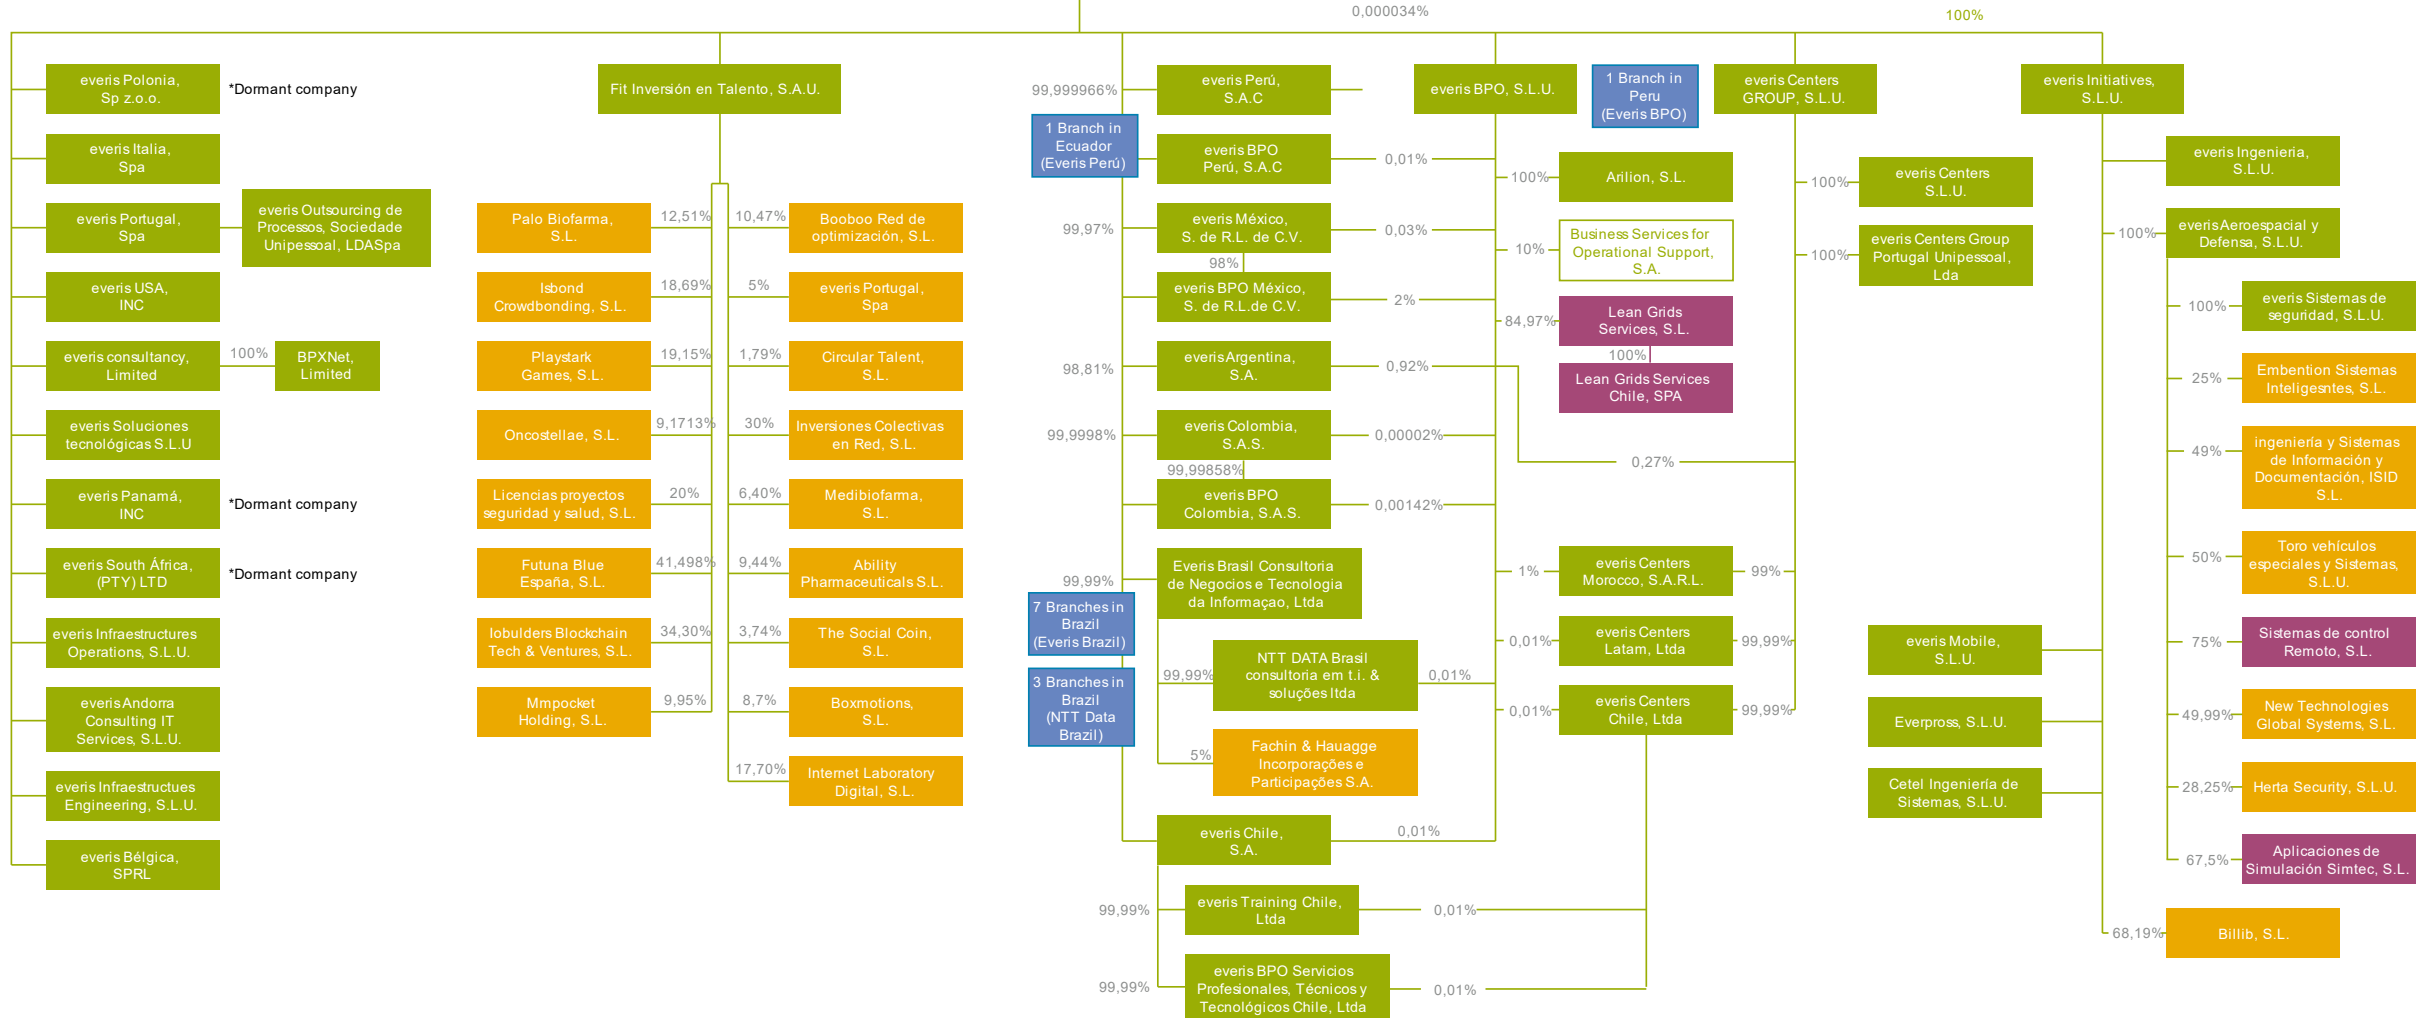 0,000034%
100%
everis Polonia,
Sp z.o.o.
*Dormant company
everis Italia,
Spa
everis Portugal,
Spa
everis Outsourcing de
Processos, Sociedade
Unipessoal, LDASpa
everis USA,
INC
everis consultancy,
Limited
100%
BPXNet,
Limited
everis Soluciones
tecnológicas S.L.U
everis Panamá,
INC
*Dormant company
everis South África,
(PTY) LTD
*Dormant company
everis Infraestructures
Operations, S.L.U.
everis Andorra
Consulting IT
Services, S.L.U.
everis Infraestructues
Engineering, S.L.U.
everis Bélgica,
SPRL
Fit Inversión en Talento, S.A.U.
Palo Biofarma,
S.L.
12,51%
10,47%
Booboo Red de
optimización, S.L.
Isbond
Crowdbonding, S.L.
18,69%
5%
everis Portugal,
Spa
Playstark
Games, S.L.
19,15%
1,79%
Circular Talent,
S.L.
Oncostellae, S.L.
9,1713%
30%
Inversiones Colectivas
en Red, S.L.
Licencias proyectos
seguridad y salud, S.L.
20%
6,40%
Medibiofarma,
S.L.
Futuna Blue
España, S.L.
41,498%
9,44%
Ability
Pharmaceuticals S.L.
Iobulders Blockchain
Tech & Ventures, S.L.
34,30%
3,74%
The Social Coin,
S.L.
Mmpocket
Holding, S.L.
9,95%
8,7%
Boxmotions,
S.L.
17,70%
Internet Laboratory
Digital, S.L.
99,999966%
everis Perú,
S.A.C
1 Branch in
Ecuador
(Everis Perú)
everis BPO
Perú, S.A.C
0,01%
99,97%
everis México,
S. de R.L. de C.V.
0,03%
98%
everis BPO México,
S. de R.L.de C.V.
2%
98,81%
everis Argentina,
S.A.
0,92%
99,9998%
everis Colombia,
S.A.S.
0,00002%
99,99858%
everis BPO
Colombia, S.A.S.
0,00142%
99,99%
Everis Brasil Consultoria
de Negocios e Tecnologia
da Informaçao, Ltda
7 Branches in
Brazil
(Everis Brazil)
99,99%
NTT DATA Brasil
consultoria em t.i. &
soluções ltda
0,01%
3 Branches in
Brazil
(NTT Data
Brazil)
5%
Fachin & Hauagge
Incorporações e
Participações S.A.
everis Chile,
S.A.
0,01%
99,99%
everis Training Chile,
Ltda
0,01%
99,99%
everis BPO Servicios
Profesionales, Técnicos y
Tecnológicos Chile, Ltda
0,01%
everis BPO, S.L.U.
1 Branch in
Peru
(Everis BPO)
100%
Arilion, S.L.
10%
Business Services for
Operational Support,
S.A.
84,97%
Lean Grids
Services, S.L.
100%
Lean Grids Services
Chile, SPA
0,27%
1%
everis Centers
Morocco, S.A.R.L.
99%
0,01%
everis Centers
Latam, Ltda
99,99%
0,01%
everis Centers
Chile, Ltda
99,99%
everis Centers
GROUP, S.L.U.
100%
everis Centers
S.L.U.
100%
everis Centers Group
Portugal Unipessoal,
Lda
everis Initiatives,
S.L.U.
everis Ingenieria,
S.L.U.
100%
everis Aeroespacial y
Defensa, S.L.U.
100%
everis Sistemas de
seguridad, S.L.U.
25%
Embention Sistemas
Inteligesntes, S.L.
49%
ingeniería y Sistemas
de Información y
Documentación, ISID
S.L.
50%
Toro vehículos
especiales y Sistemas,
S.L.U.
75%
Sistemas de control
Remoto, S.L.
49,99%
New Technologies
Global Systems, S.L.
28,25%
Herta Security, S.L.U.
67,5%
Aplicaciones de
Simulación Simtec, S.L.
everis Mobile,
S.L.U.
Everpross, S.L.U.
Cetel Ingeniería de
Sistemas, S.L.U.
68,19%
Billib, S.L.